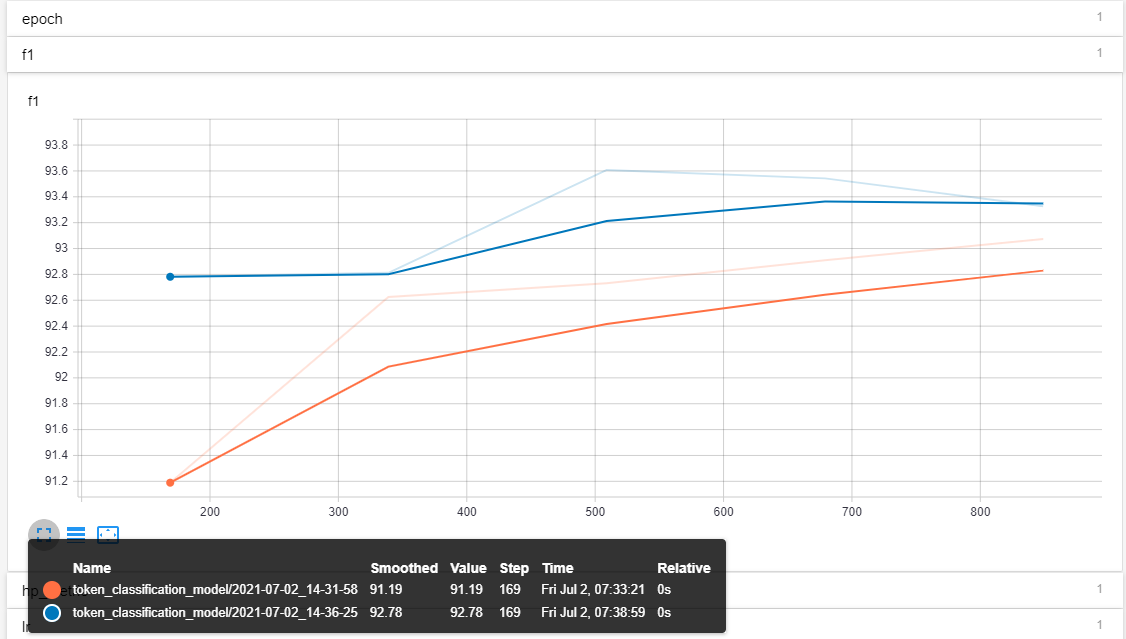 epoch 1
f1 1
f1
93.8
93.6
93.4
93.2
93
92.8
92.6
92.4
92.2
92
91.8
91.6
91.4
91.2
200 300 400 500 600 700 800
Name Smoothed Value Step Time Relative
token_classification_model/2021-07-02_14-31-58 91.19 91.19 169 Fri Jul 2, 07:33:21 0s
1
token_classification_model/2021-07-02_14-36-25 92.78 92.78 169 Fri Jul 2, 07:38:59 0s
lr 1